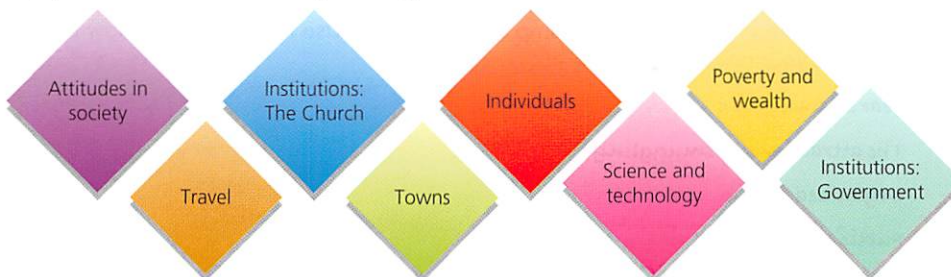 Attitudes in
society
Travel
Institutions:
The Church
Towns
Individuals
Science and
technology
Poverty and
wealth
Institutions:
Government